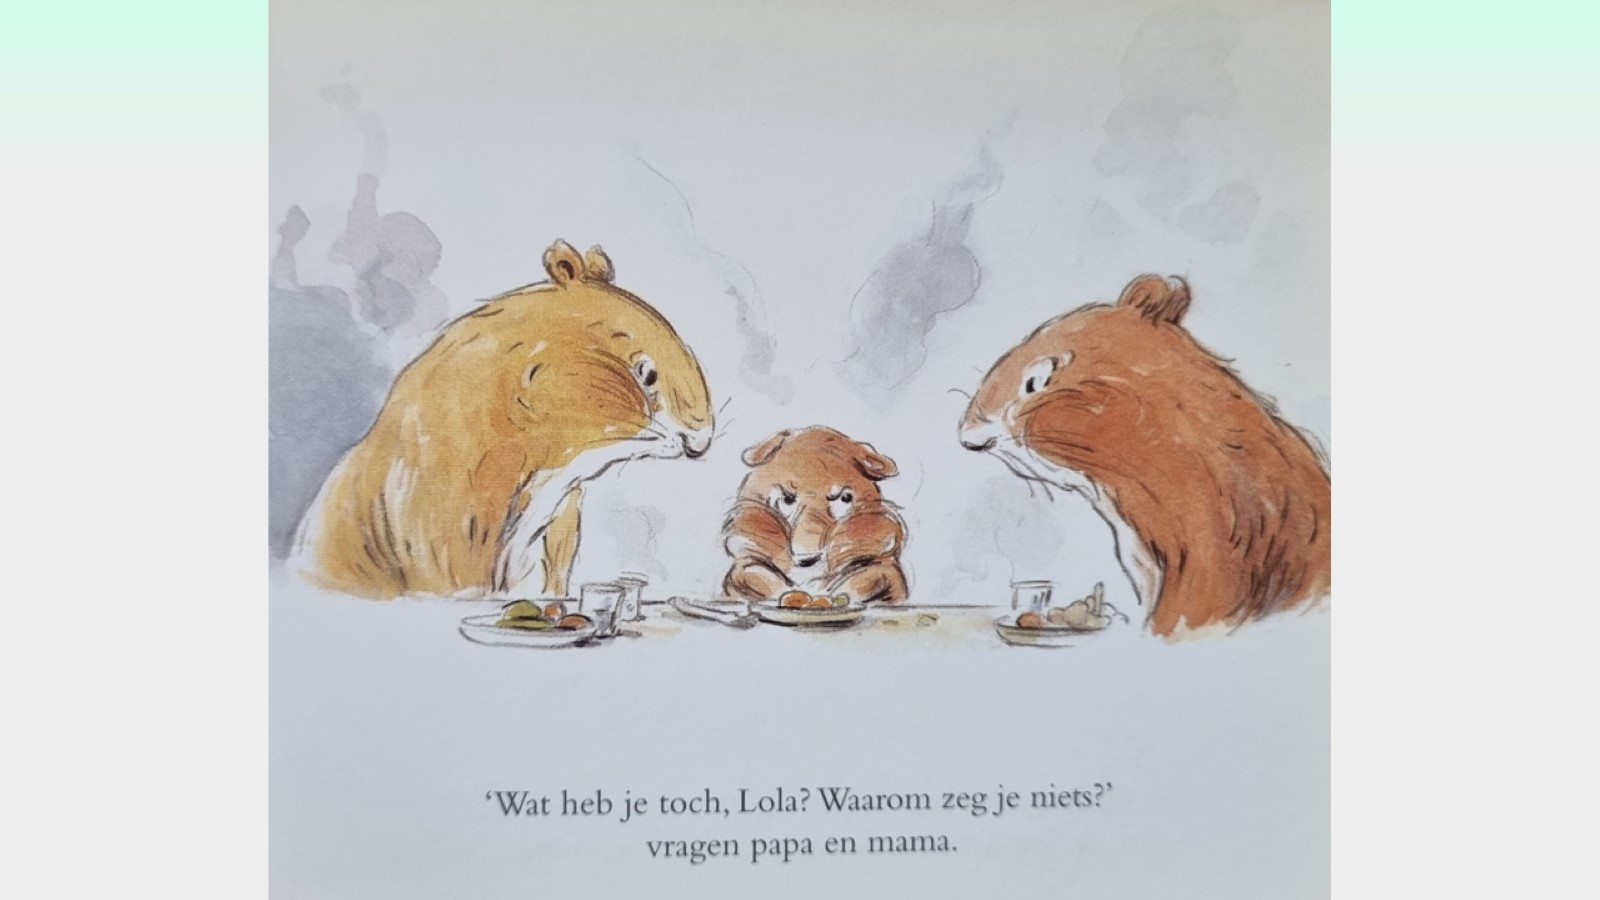 ‘Wat heb je toch, Lola? Waarom zeg je niets?’
vragen papa en mama.